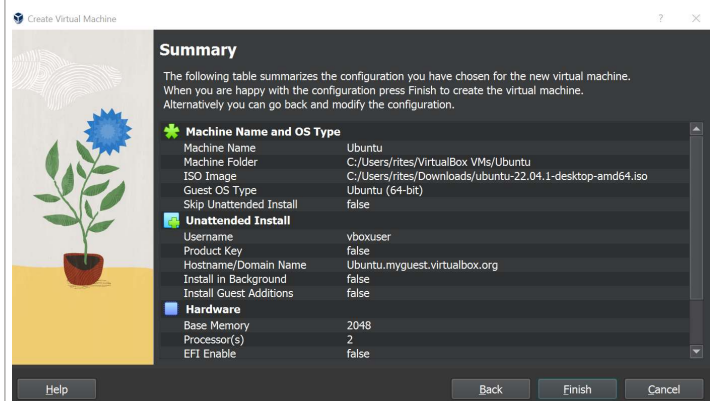 Create Virtual Machine
Summary
The following table summarizes the configuration you have chosen for the new virtual machine.
When you are happy with the configuration press Finish to create the virtual machine.
Alternatively you can go back and modify the configuration.
Machine Name and OS Type
Machine Name Ubuntu
Machine Folder C:/Users/rites/VirtualBox VMs/Ubuntu
ISO Image C:/Users/rites/Downloads/ubuntu-22.04.1-desktop-amd64.iso
Guest OS Type Ubuntu (64-bit)
Skip Unattended Install false
Unattended Install
Username vboxuser
Product Key false
Hostname/Domain Name Ubuntu.myguest.virtualbox.org
Install in Background false
Install Guest Additions false
Hardware
Base Memory 2048
Processor(s) 2
EFI Enable false
Help Back Finish Cancel